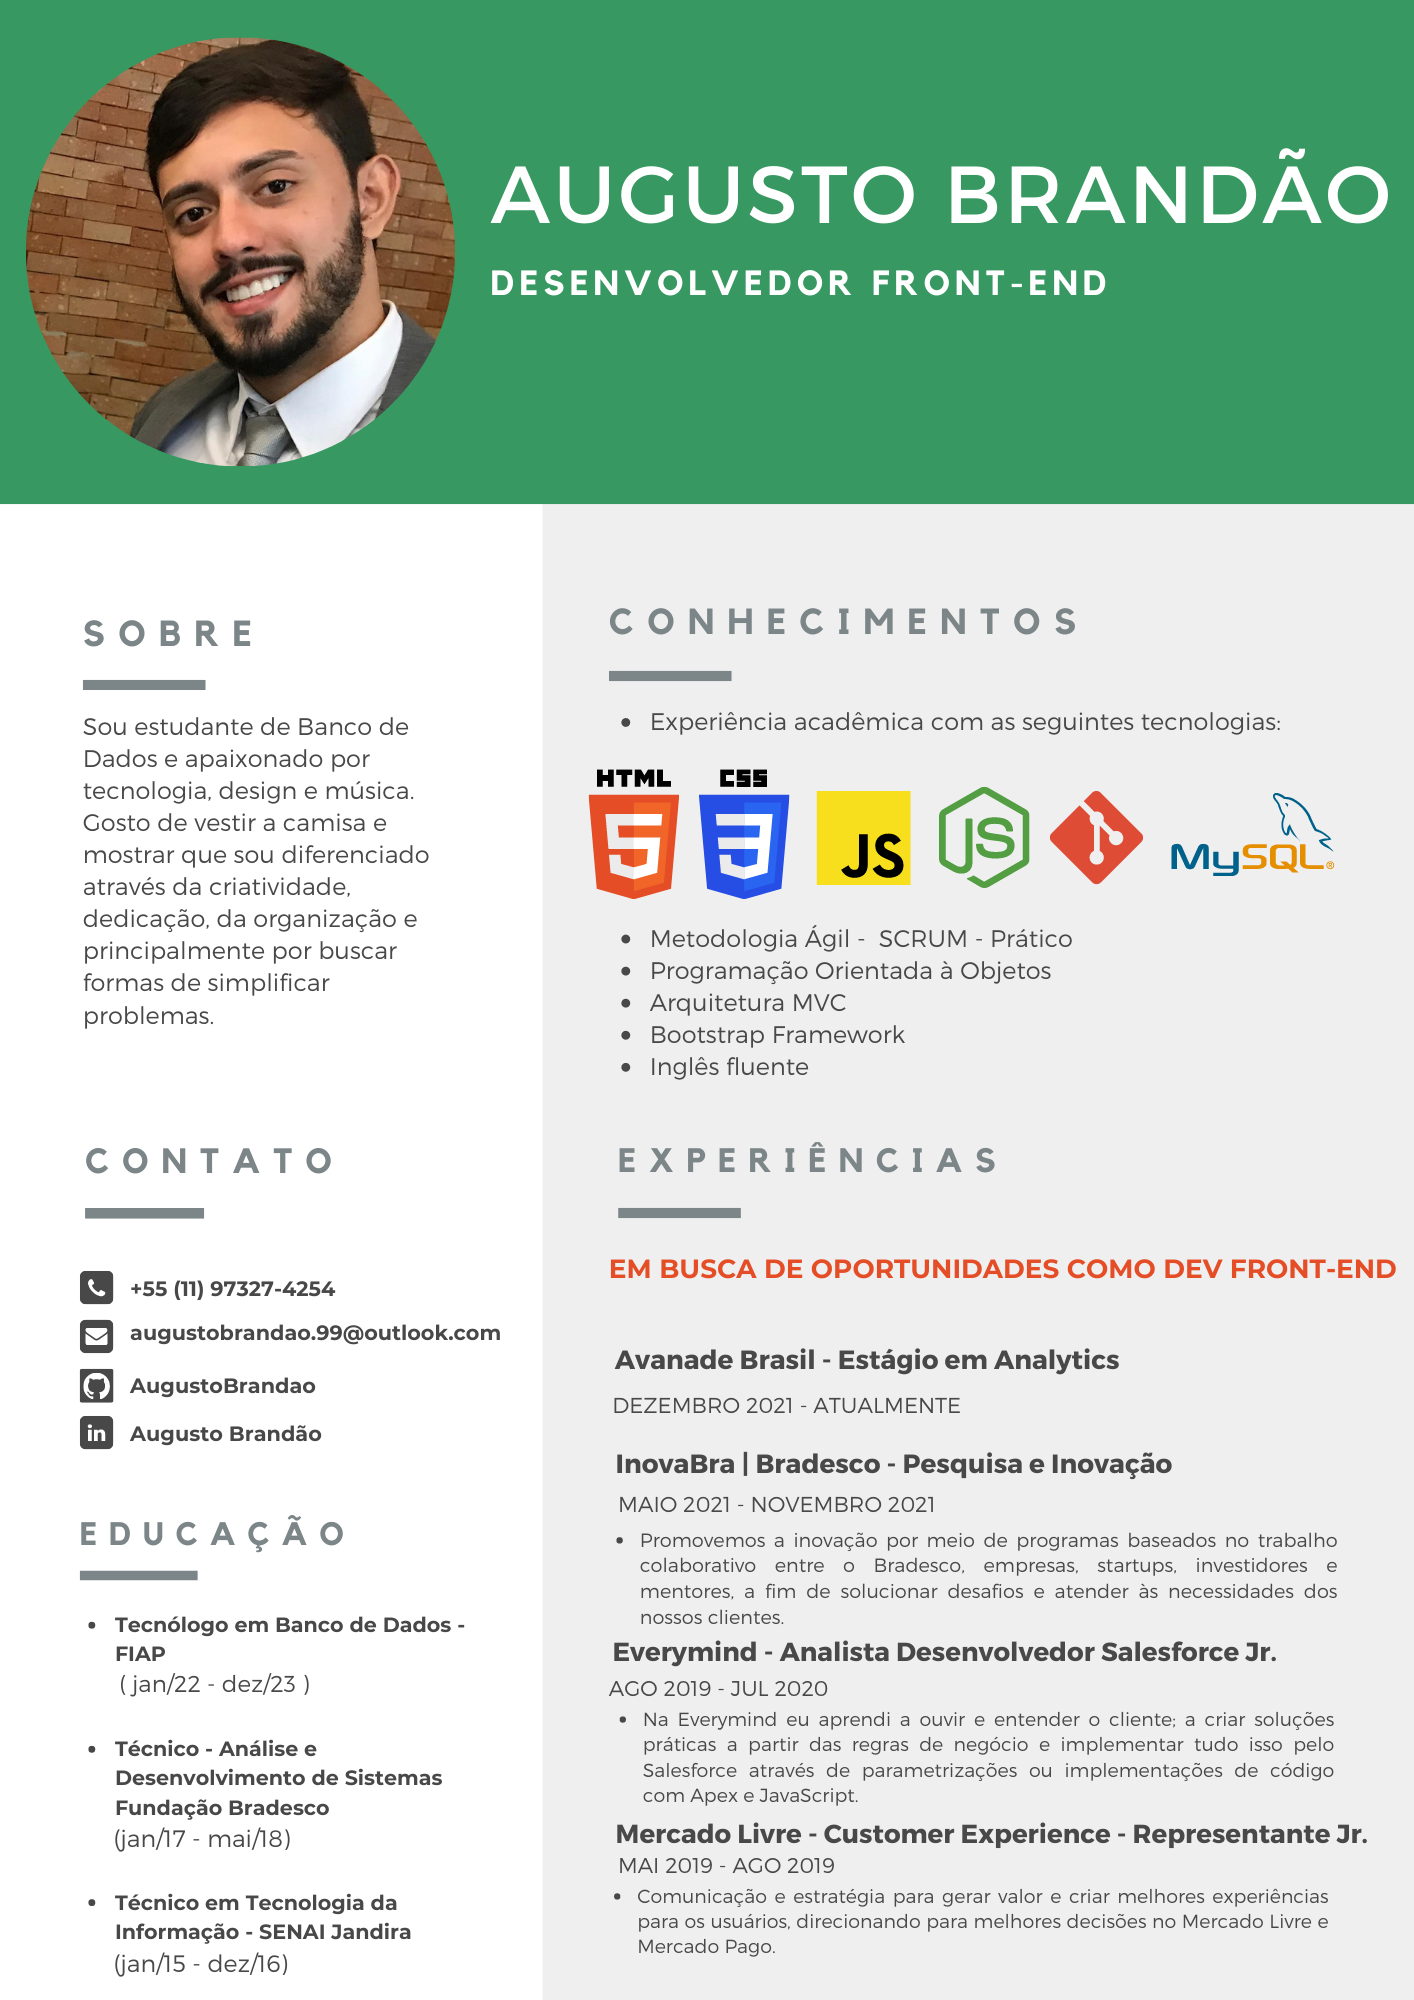 AUGUSTO BRANDÃO
DESENVOLVEDOR FRONT-END
SOBRE
Sou estudante de Banco de
Dados e apaixonado por
tecnologia, design e música.
Gosto de vestir a camisa e
mostrar que sou diferenciado
através da criatividade,
dedicação, da organização e
principalmente por buscar
formas de simplificar
problemas.
CONTATO
+55 (11) 97327-4254
augustobrandao.99@outlook.com
AugustoBrandao
in
Augusto Brandão
EDUCAÇÃO
• Tecnólogo em Banco de Dados -
FIAP
( jan/22 - dez/23 )
• Técnico - Análise e
Desenvolvimento de Sistemas
Fundação Bradesco
(jan/17 - mai/18)
• Técnico em Tecnologia da
Informação - SENAI Jandira
(jan/15 - dez/16)
CONHECIMENTOS
• Experiência acadêmica com as seguintes tecnologias:
HTML 5
CSS 3
JS
JS
MySQL®
• Metodologia Ágil -  SCRUM - Prático
• Programação Orientada à Objetos
• Arquitetura MVC
• Bootstrap Framework
• Inglês fluente
EXPERIÊNCIAS
EM BUSCA DE OPORTUNIDADES COMO DEV FRONT-END
Avanade Brasil - Estágio em Analytics
DEZEMBRO 2021 - ATUALMENTE
InovaBra | Bradesco - Pesquisa e Inovação
MAIO 2021 - NOVEMBRO 2021
• Promovemos a inovação por meio de programas baseados no trabalho
colaborativo entre o Bradesco, empresas, startups, investidores e
mentores, a fim de solucionar desafios e atender às necessidades dos
nossos clientes.
Everymind - Analista Desenvolvedor Salesforce Jr.
AGO 2019 - JUL 2020
• Na Everymind eu aprendi a ouvir e entender o cliente; a criar soluções
práticas a partir das regras de negócio e implementar tudo isso pelo
Salesforce através de parametrizações ou implementações de código
com Apex e JavaScript.
Mercado Livre - Customer Experience - Representante Jr.
MAI 2019 - AGO 2019
• Comunicação e estratégia para gerar valor e criar melhores experiências
para os usuários, direcionando para melhores decisões no Mercado Livre e
Mercado Pago.